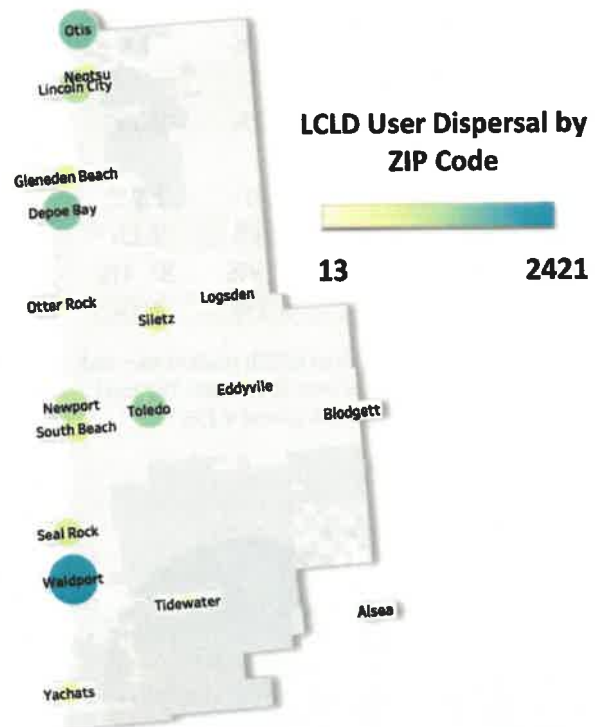 Otis
Neotsu
Lincoln City
LCLD User Dispersal by
ZIP Code
13 2421
Gleneden Beach
Depoe Bay
Otter Rock
Logsden
Siletz
Eddyvile
Newport
Toledo
Blodgett
South Beach
Seal Rock
Waldport
Tidewater
Alsea
Yachats